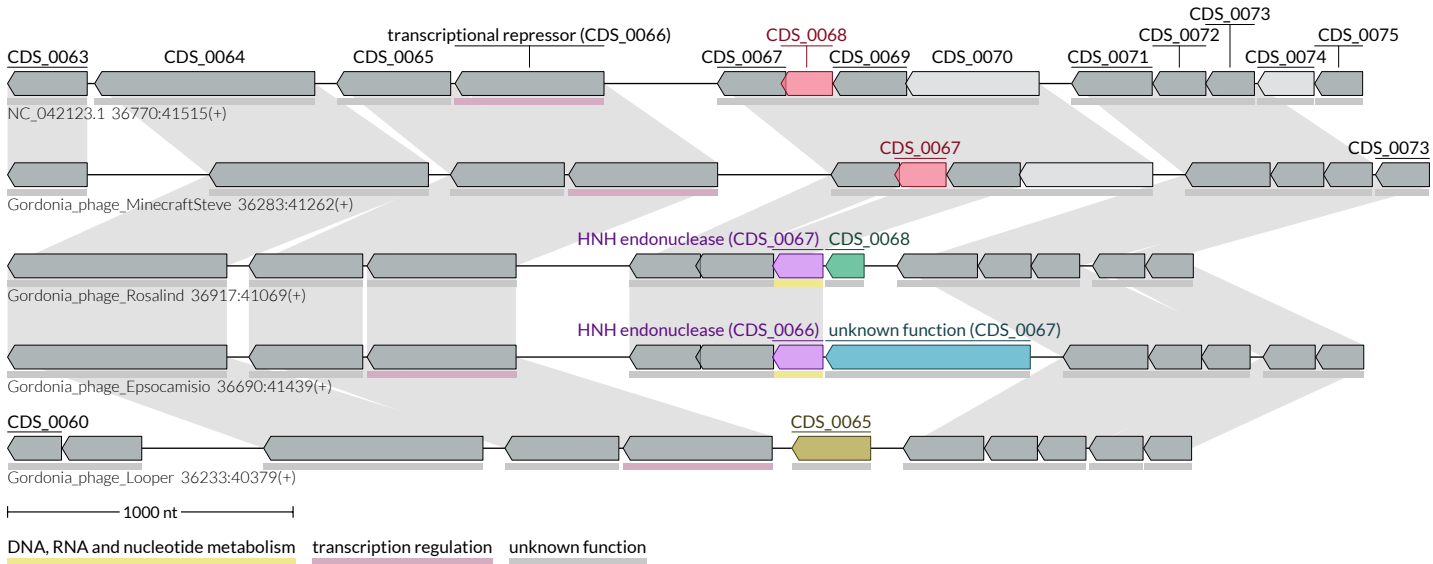 CDS_0073
transcriptional repressor (CDS_0066) CDS_0068 CDS_0072 CDS_0075
CDS_0063 CDS_0064 CDS_0065 CDS_0067 CDS_0069 CDS_0070 CDS_0071 CDS_0074
NC_042123.1 36770:41515(+)
CDS_0067 CDS_0073
Gordonia_phage_MinecraftSteve 36283:41262(+)
HNH endonuclease (CDS_0067) CDS_0068
Gordonia_phage_Rosalind 36917:41069(+)
HNH endonuclease (CDS_0066) unknown function (CDS_0067)
Gordonia_phage_Epsocamisio 36690:41439(+)
CDS_0060 CDS_0065
Gordonia_phage_Looper 36233:40379(+)
1000 nt
DNA, RNA and nucleotide metabolism transcription regulation unknown function